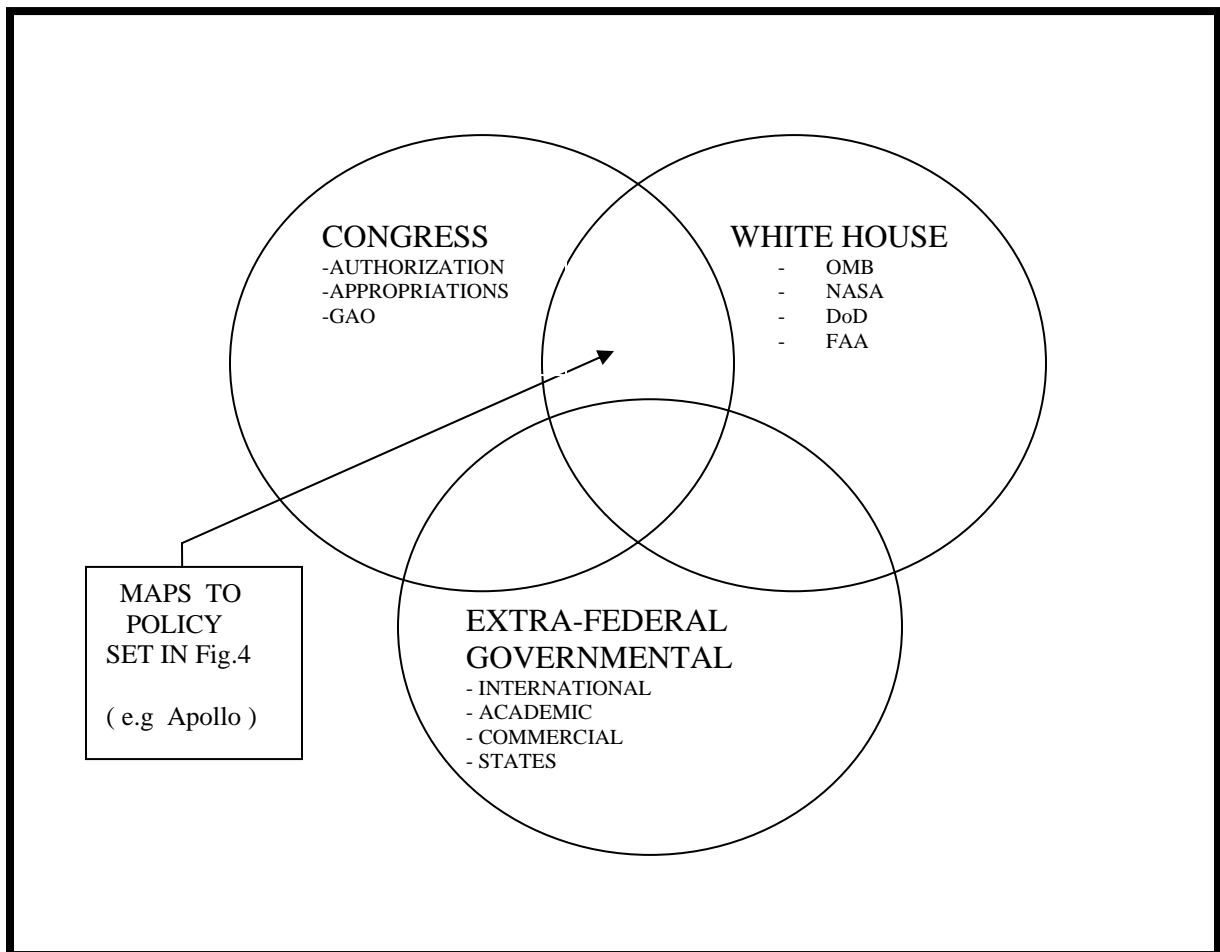 CONGRESS
-AUTHORIZATION
-APPROPRIATIONS
-GAO
WHITE HOUSE
- OMB
- NASA
- DoD
- FAA
MAPS TO
POLICY
SET IN Fig.4
( e.g Apollo )
EXTRA-FEDERAL
GOVERNMENTAL
- INTERNATIONAL
- ACADEMIC
- COMMERCIAL
- STATES